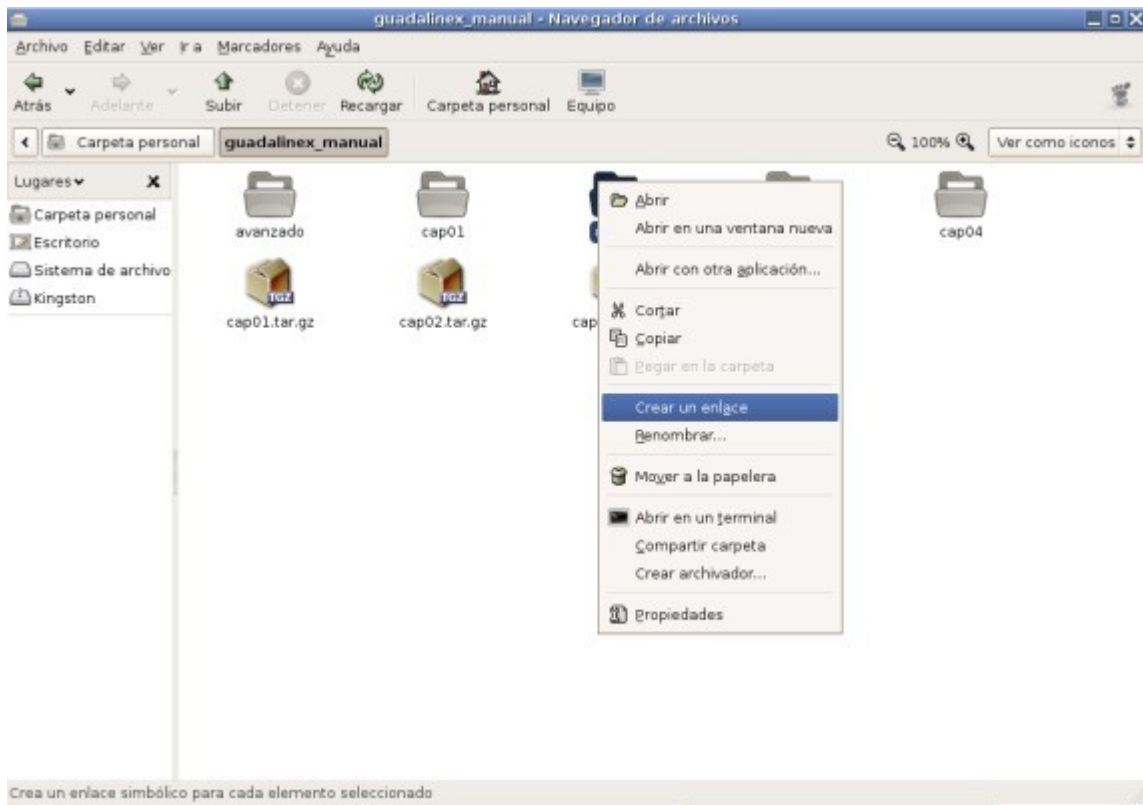 guadalinex_manual - Navegador de archivos
Archivo Editar Ver Ir a Marcadores Ayuda
Atrás Adelante Subir Detener Recargar Carpeta personal Equipo
Carpeta personal guadalinex_manual 100% Ver como iconos
Lugares
Carpeta personal
Escritorio
Sistema de archivo
Kingston
avanzado cap01 cap04
TGZ TGZ
cap01.tar.gz cap02.tar.gz cap
Abrir
Abrir en una ventana nueva
Abrir con otra aplicación...
Cortar
Copiar
Pegar en la carpeta
Crear un enlace
Renombrar...
Mover a la papelera
Abrir en un terminal
Compartir carpeta
Crear archivador...
Propiedades
Crea un enlace simbólico para cada elemento seleccionado